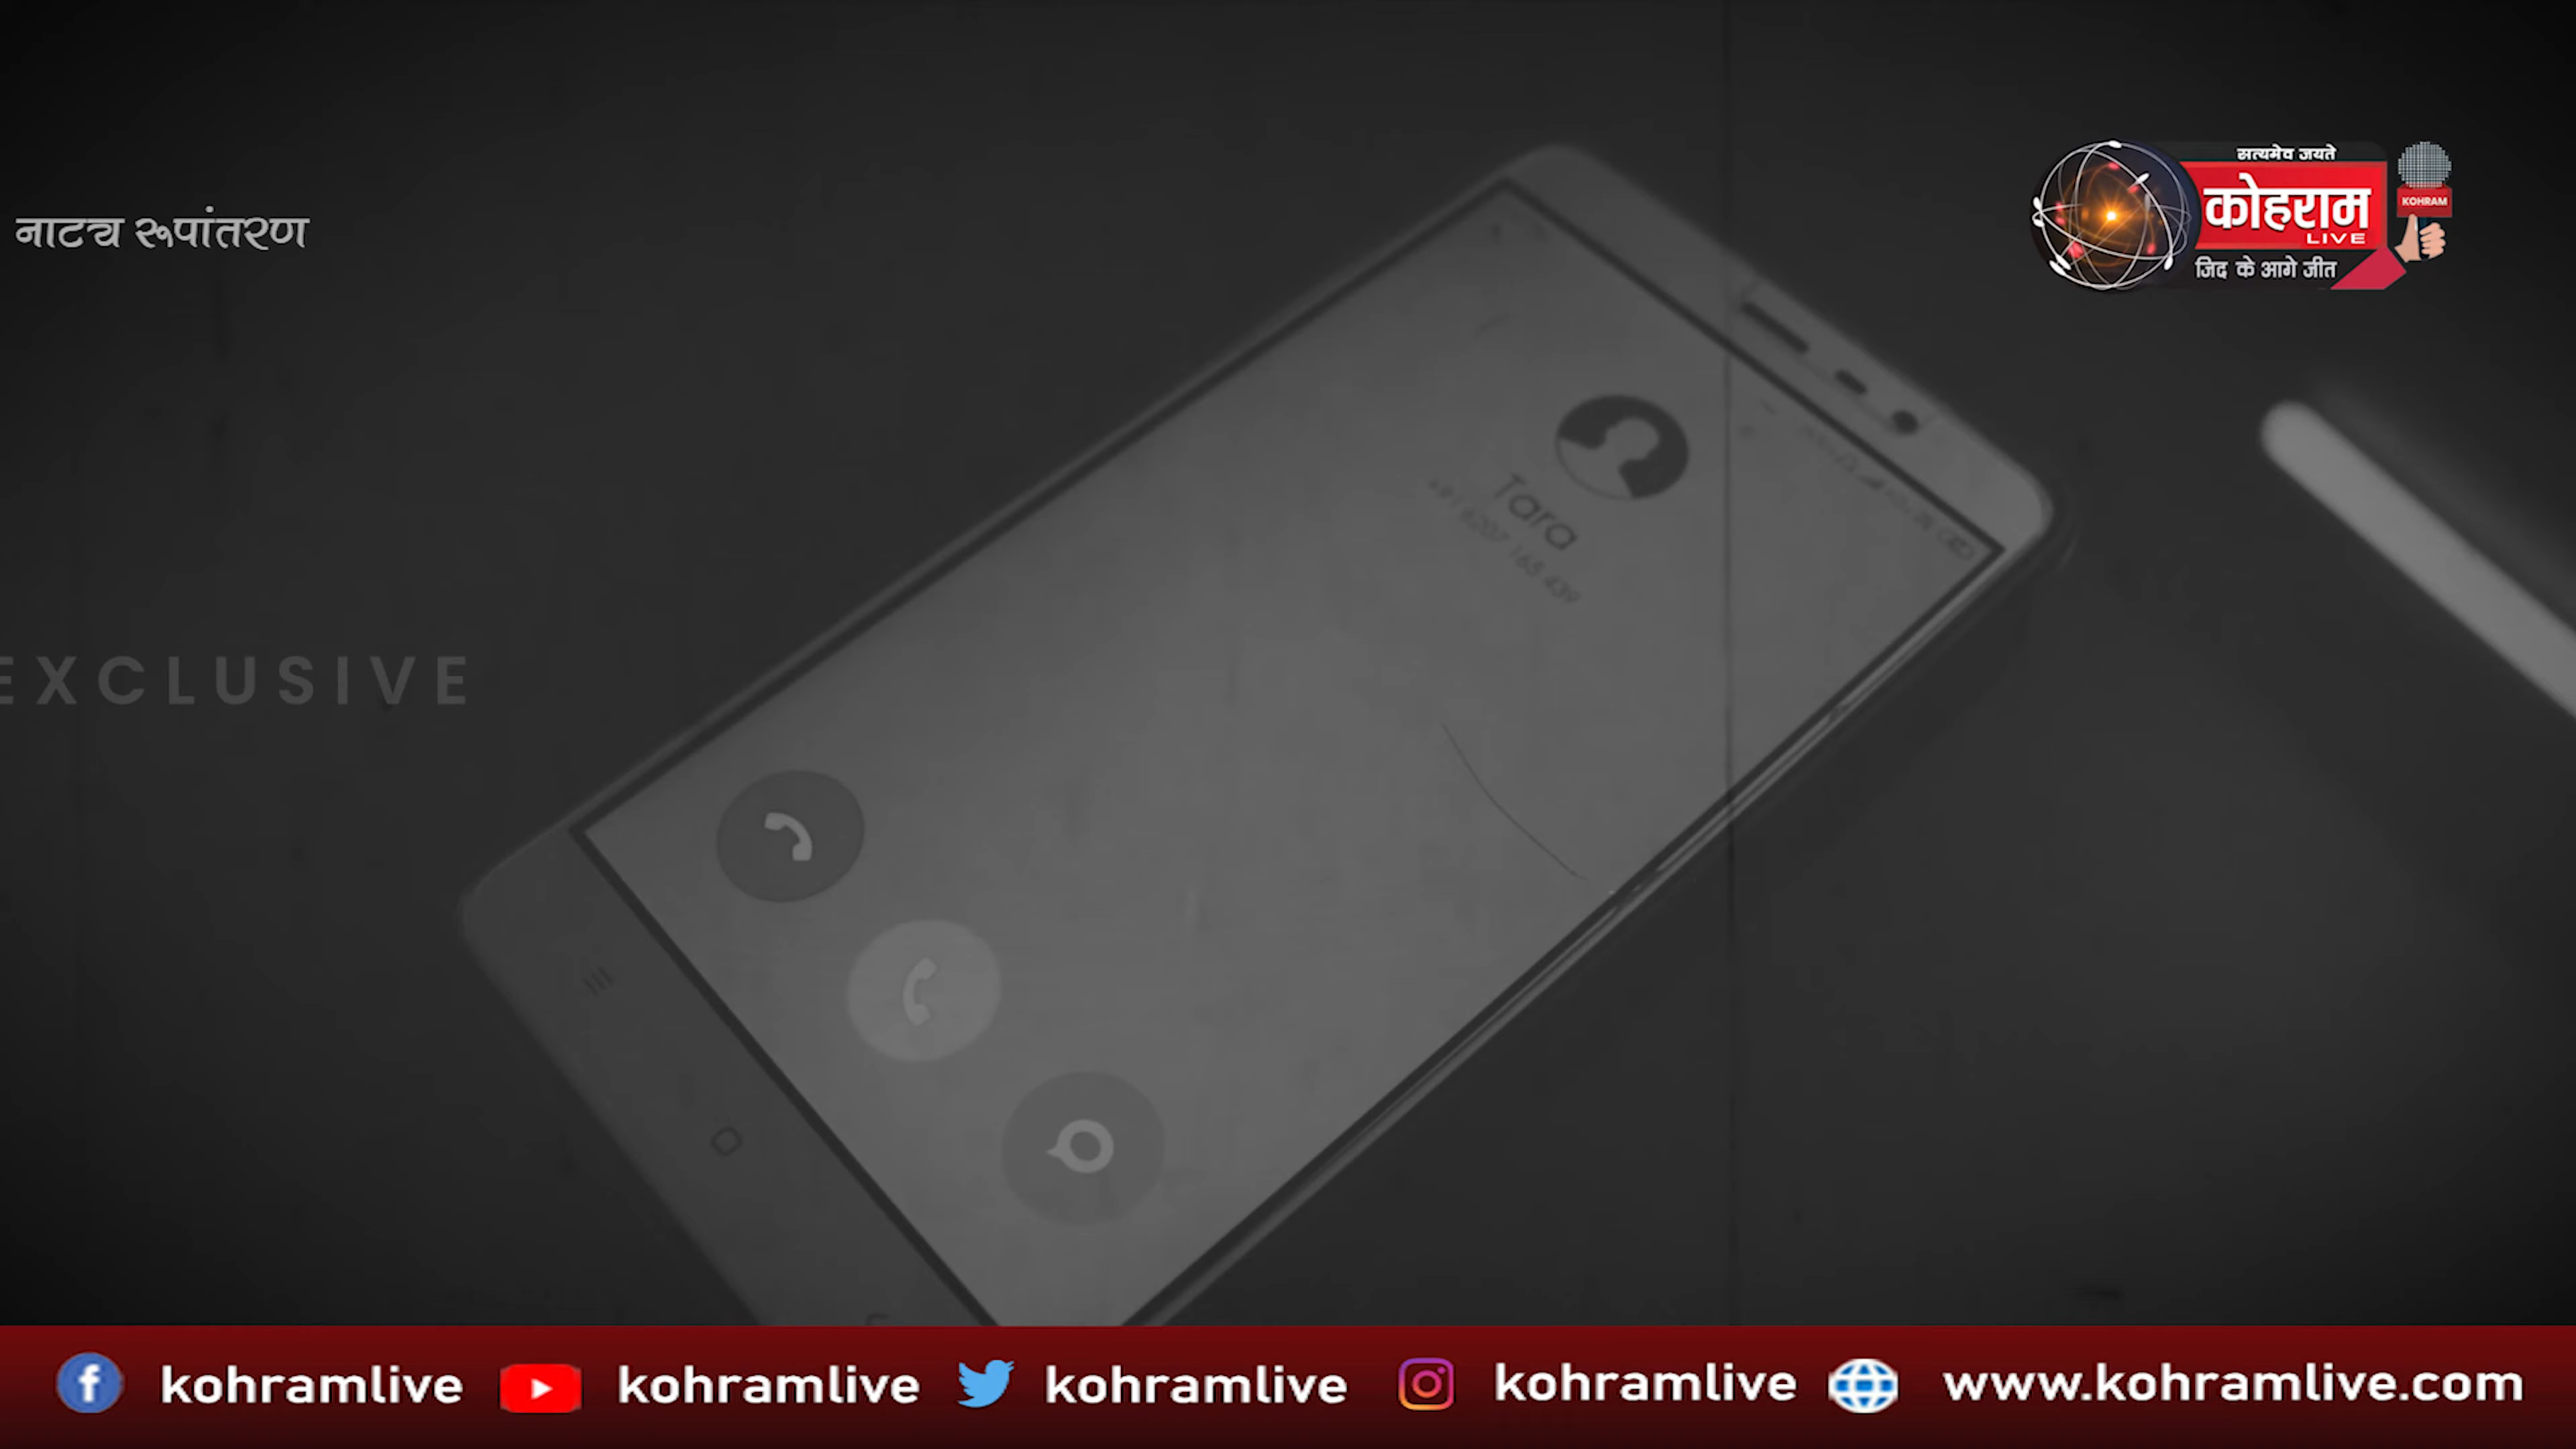 सत्यमेव जयते
कोहराम
LIVE
KOHRAM
जिद के आगे जीत
नाट्य रूपांतरण
Tara
EXCLUSIVE
kohramlive kohramlive kohramlive kohramlive www.kohramlive.com